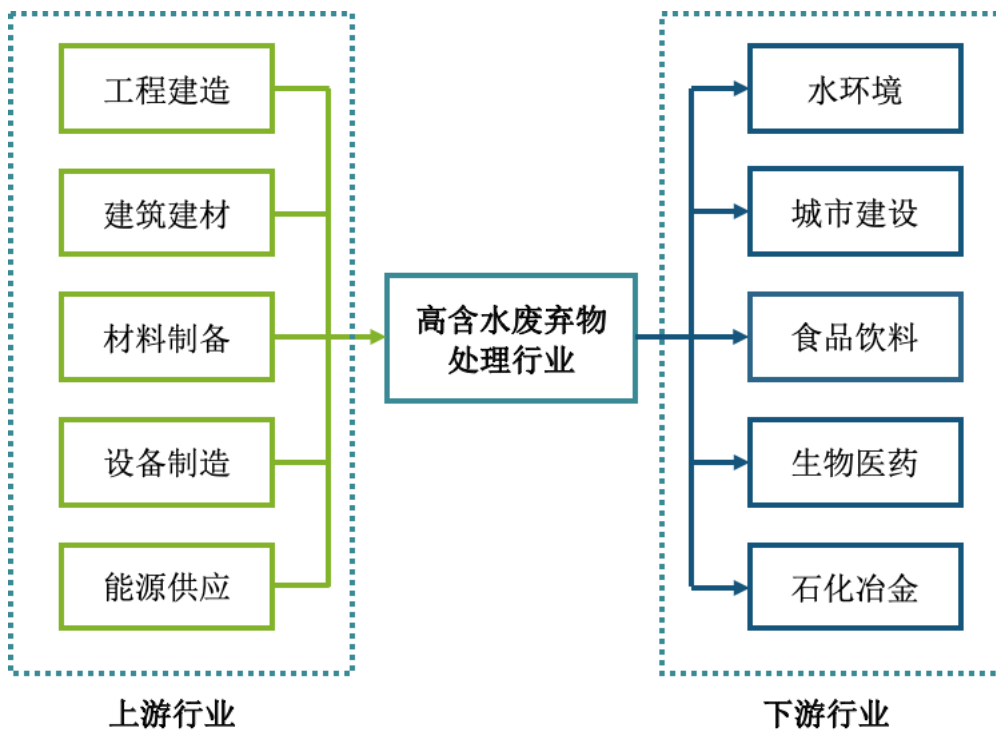 工程建造
建筑建材
材料制备
设备制造
能源供应
上游行业
高含水废弃物
处理行业
水环境
城市建设
食品饮料
生物医药
石化冶金
下游行业